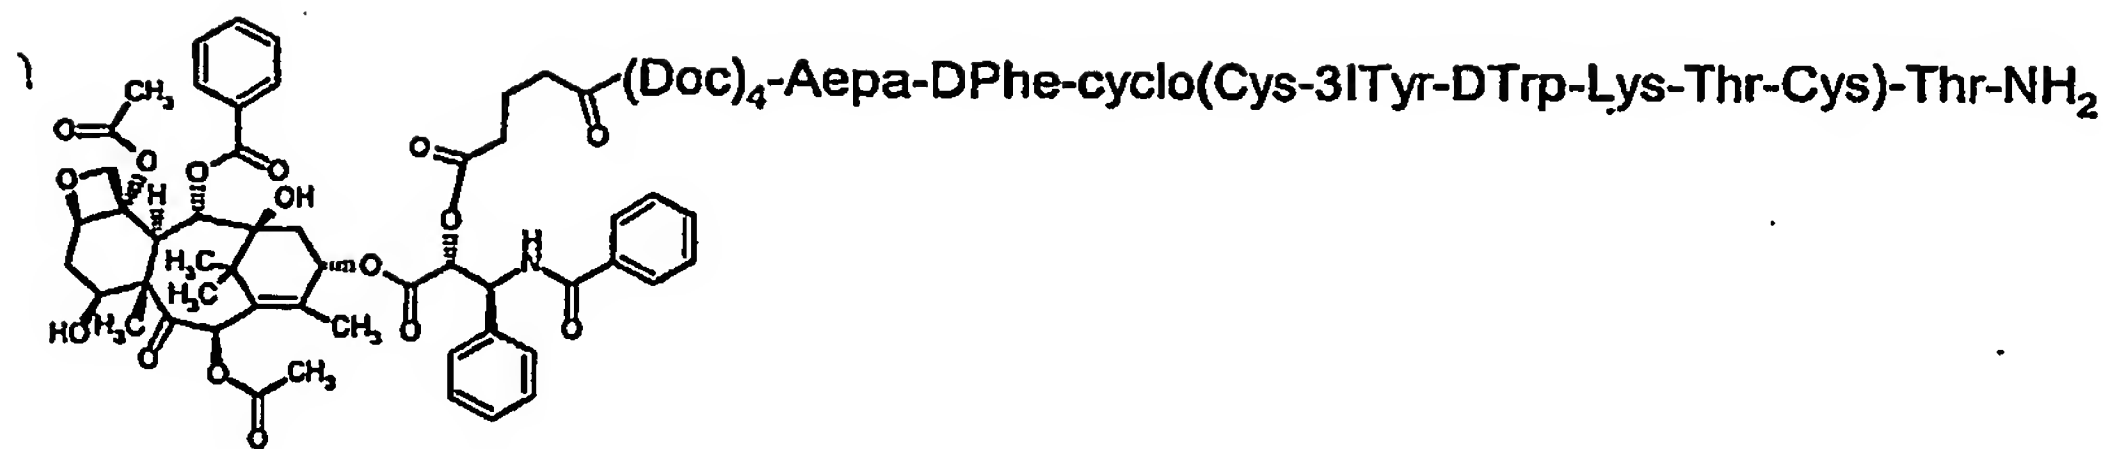 (Doc)4-Aepa-DPhe-cyclo(Cys-3ITyr-DTrp-Lys-Thr-Cys)-Thr-NH2
CH3
O
O
O
O
O
O
O
H
OH
O
H
N
H3C
O
H3C
O
O
HO
H3C
CH3
O
O
O
CH3
O